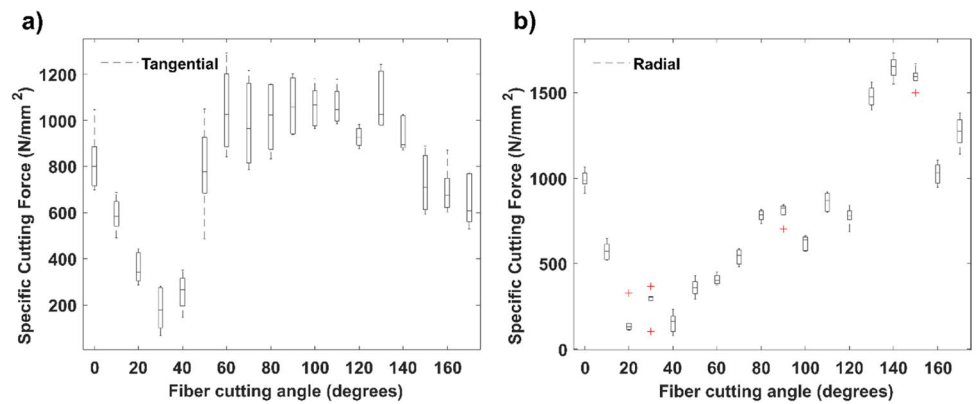 a)
Specific Cutting Force (N/mm 2)
1200
1000
800
600
400
200
Tangential
0 20 40 60 80 100 120 140 160
Fiber cutting angle (degrees)
b)
Specific Cutting Force (N/mm 2)
1500
1000
500
0
Radial
0 20 40 60 80 100 120 140 160
Fiber cutting angle (degrees)